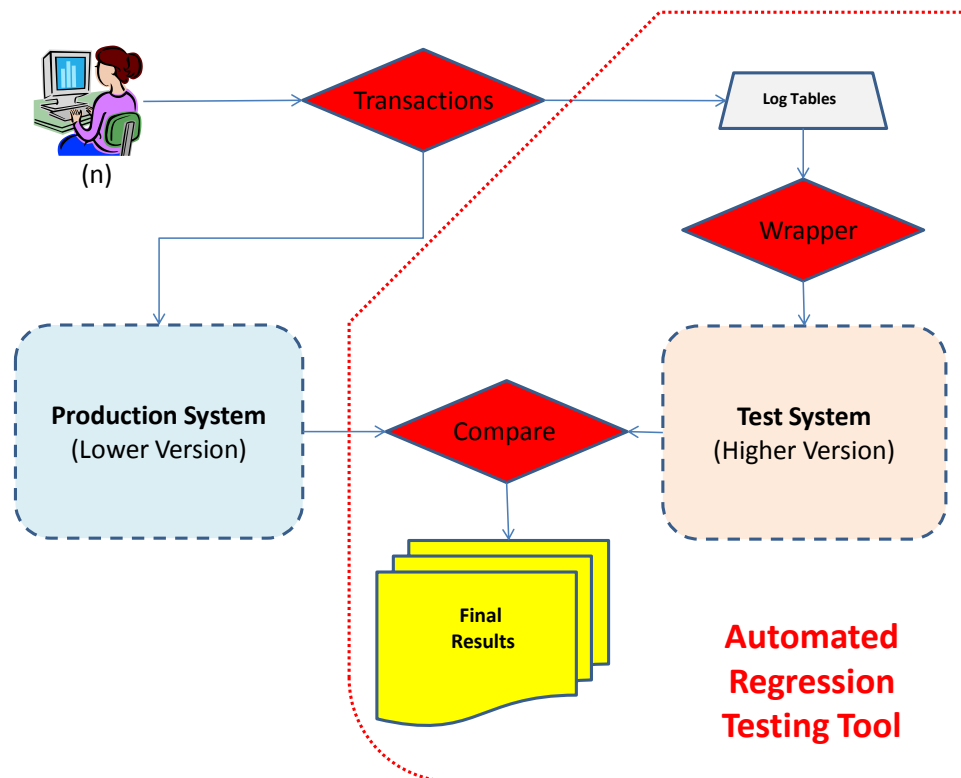 Transactions
Log Tables
(n)
Wrapper
Production System
(Lower Version)
Compare
Test System
(Higher Version)
Final
Results
Automated
Regression
Testing Tool